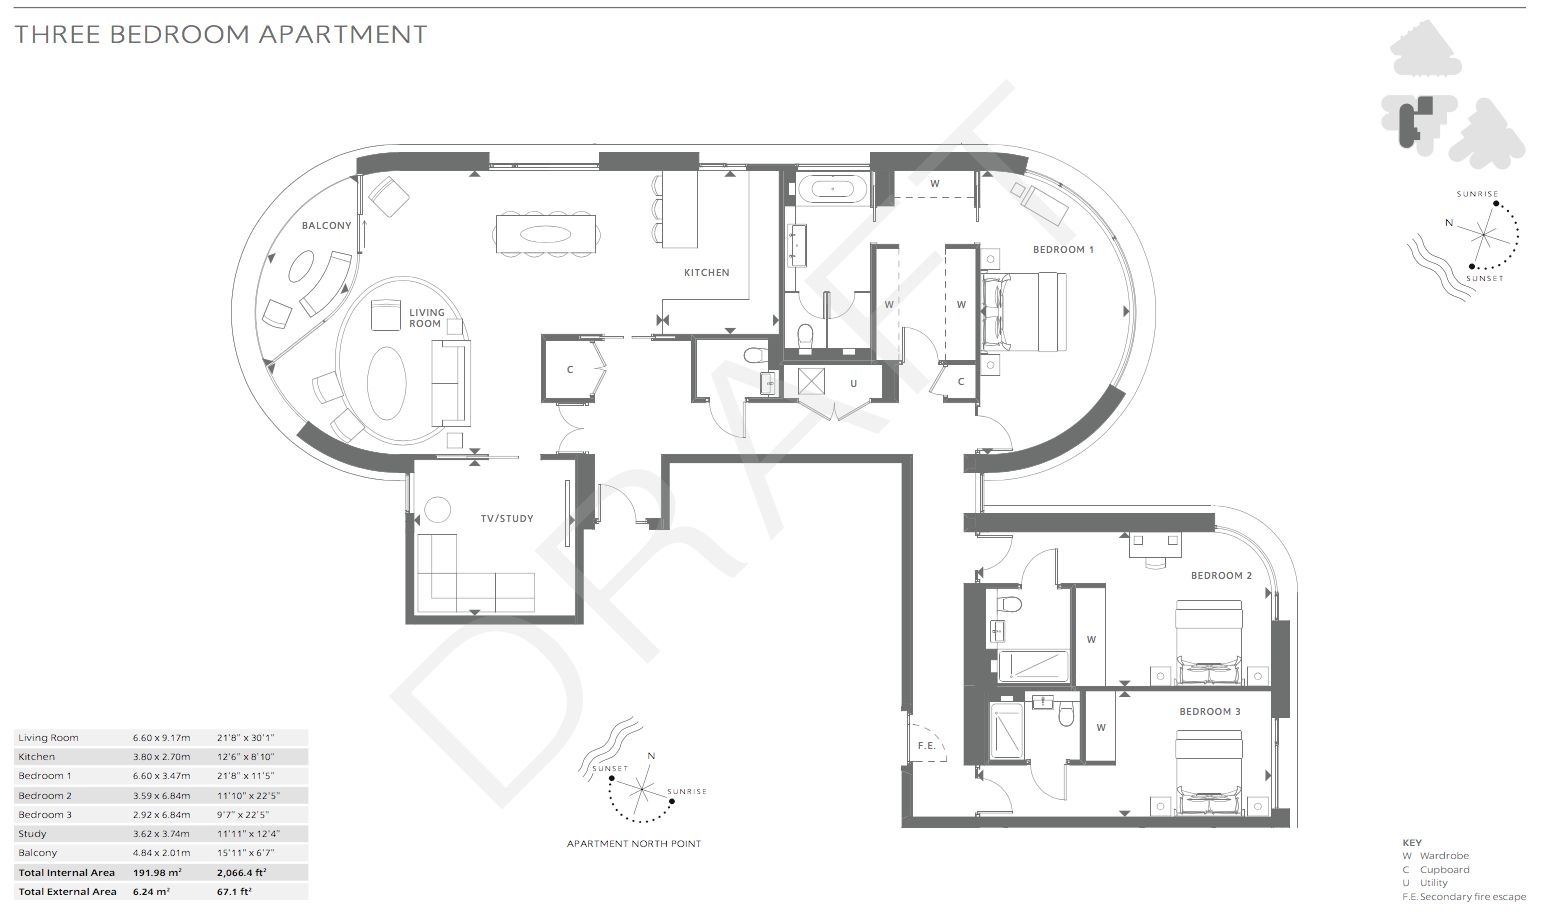 THREE BEDROOM APARTMENT
SUNRISE
N
SUNSET
BALCONY
LIVING
ROOM
KITCHEN
W
BEDROOM 1
W
W
C
U
C
TV/STUDY
BEDROOM 2
W
BEDROOM 3
W
F.E.
DRAFT
Living Room 6.60 x 9.17m 21'8" x 30'1"
Kitchen 3.80 x 2.70m 12'6" x 8'10"
Bedroom 1 6.60 x 3.47m 21'8" x 11'5"
Bedroom 2 3.59 x 6.84m 11'10" x 22'5"
Bedroom 3 2.92 x 6.84m 9'7" x 22'5"
Study 3.62 x 3.74m 11'11" x 12'4"
Balcony 4.84 x 2.01m 15'11" x 6'7"
Total Internal Area 191.98 m² 2,066.4 ft²
Total External Area 6.24 m² 67.1 ft²
N
SUNSET
SUNRISE
APARTMENT NORTH POINT
KEY
W Wardrobe
C Cupboard
U Utility
F.E. Secondary fire escape